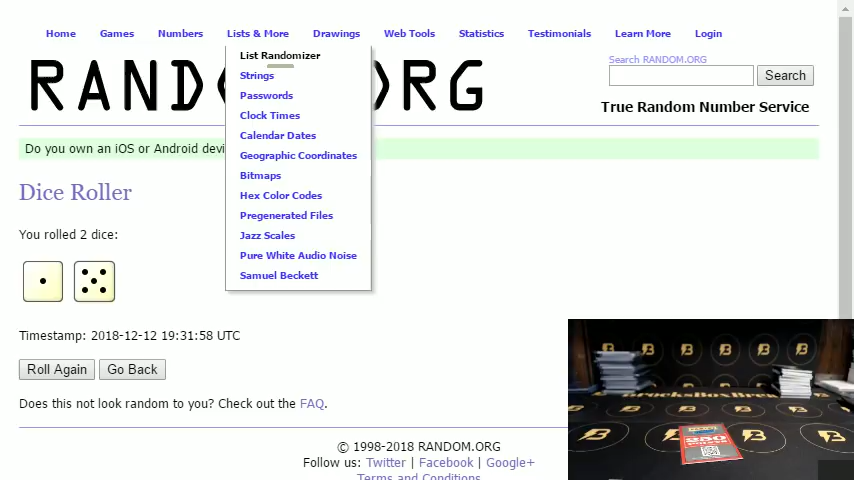 Home Games Numbers Lists & More Drawings Web Tools Statistics Testimonials Learn More Login
List Randomizer
Strings
Passwords
Clock Times
Calendar Dates
Geographic Coordinates
Bitmaps
Hex Color Codes
Pregenerated Files
Jazz Scales
Pure White Audio Noise
Samuel Beckett
Search RANDOM.ORG
Search
True Random Number Service
Do you own an iOS or Android devi
Dice Roller
You rolled 2 dice:
Timestamp: 2018-12-12 19:31:58 UTC
Roll Again Go Back
Does this not look random to you? Check out the FAQ.
© 1998-2018 RANDOM.ORG
Follow us: Twitter | Facebook | Google+
Terms and Conditions